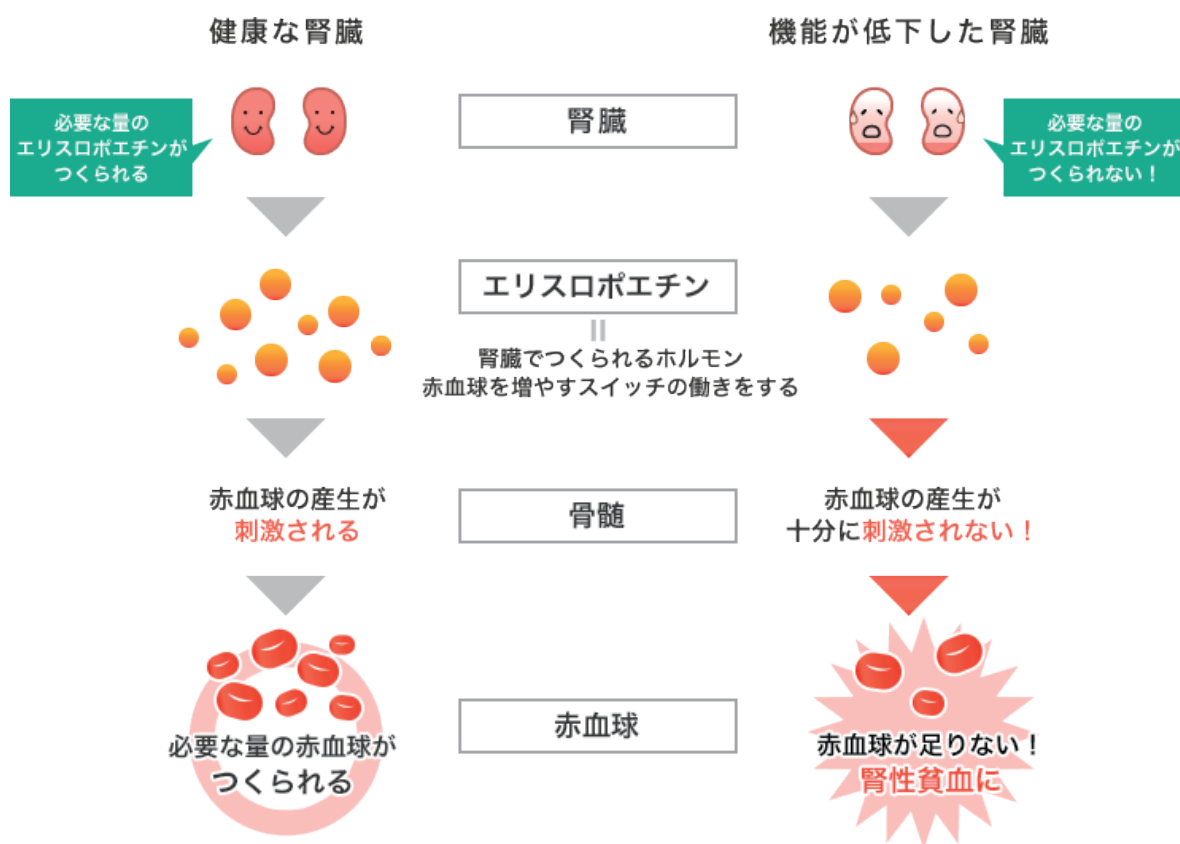 健康な腎臓
機能が低下した腎臓
必要な量の
エリスロポエチンが
つくられる
腎臓
必要な量の
エリスロポエチンが
つくられない！
エリスロポエチン
腎臓でつくられるホルモン
赤血球を増やすスイッチの働きをする
赤血球の産生が
刺激される
骨髄
赤血球の産生が
十分に刺激されない！
必要な量の赤血球が
つくられる
赤血球
赤血球が足りない！
腎性貧血に